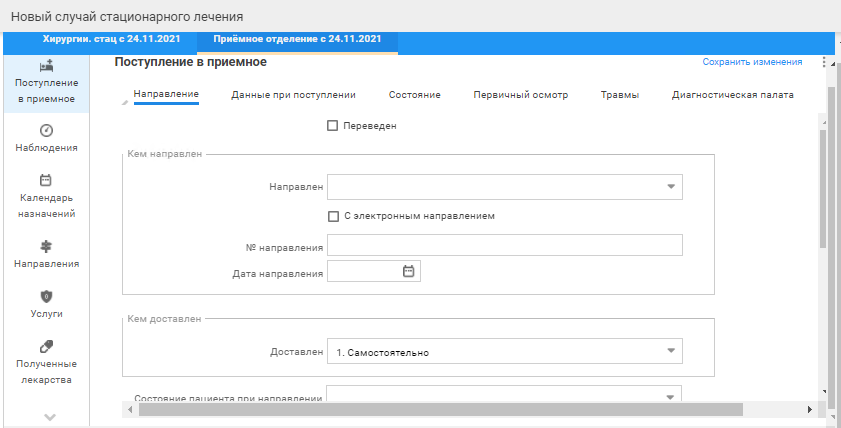 Новый случай стационарного лечения
Хирургии. стац с 24.11.2021
Приёмное отделение с 24.11.2021
Поступление
в приемное
Наблюдения
Календарь
назначений
Направления
Услуги
Полученные
лекарства
Поступление в приемное
Сохранить изменения
Направление
Данные при поступлении
Состояние
Первичный осмотр
Травмы
Диагностическая палата
Переведен
Кем направлен
Направлен
С электронным направлением
№ направления
Дата направления
Кем доставлен
Доставлен
1. Самостоятельно
Состояние пациента при направлении